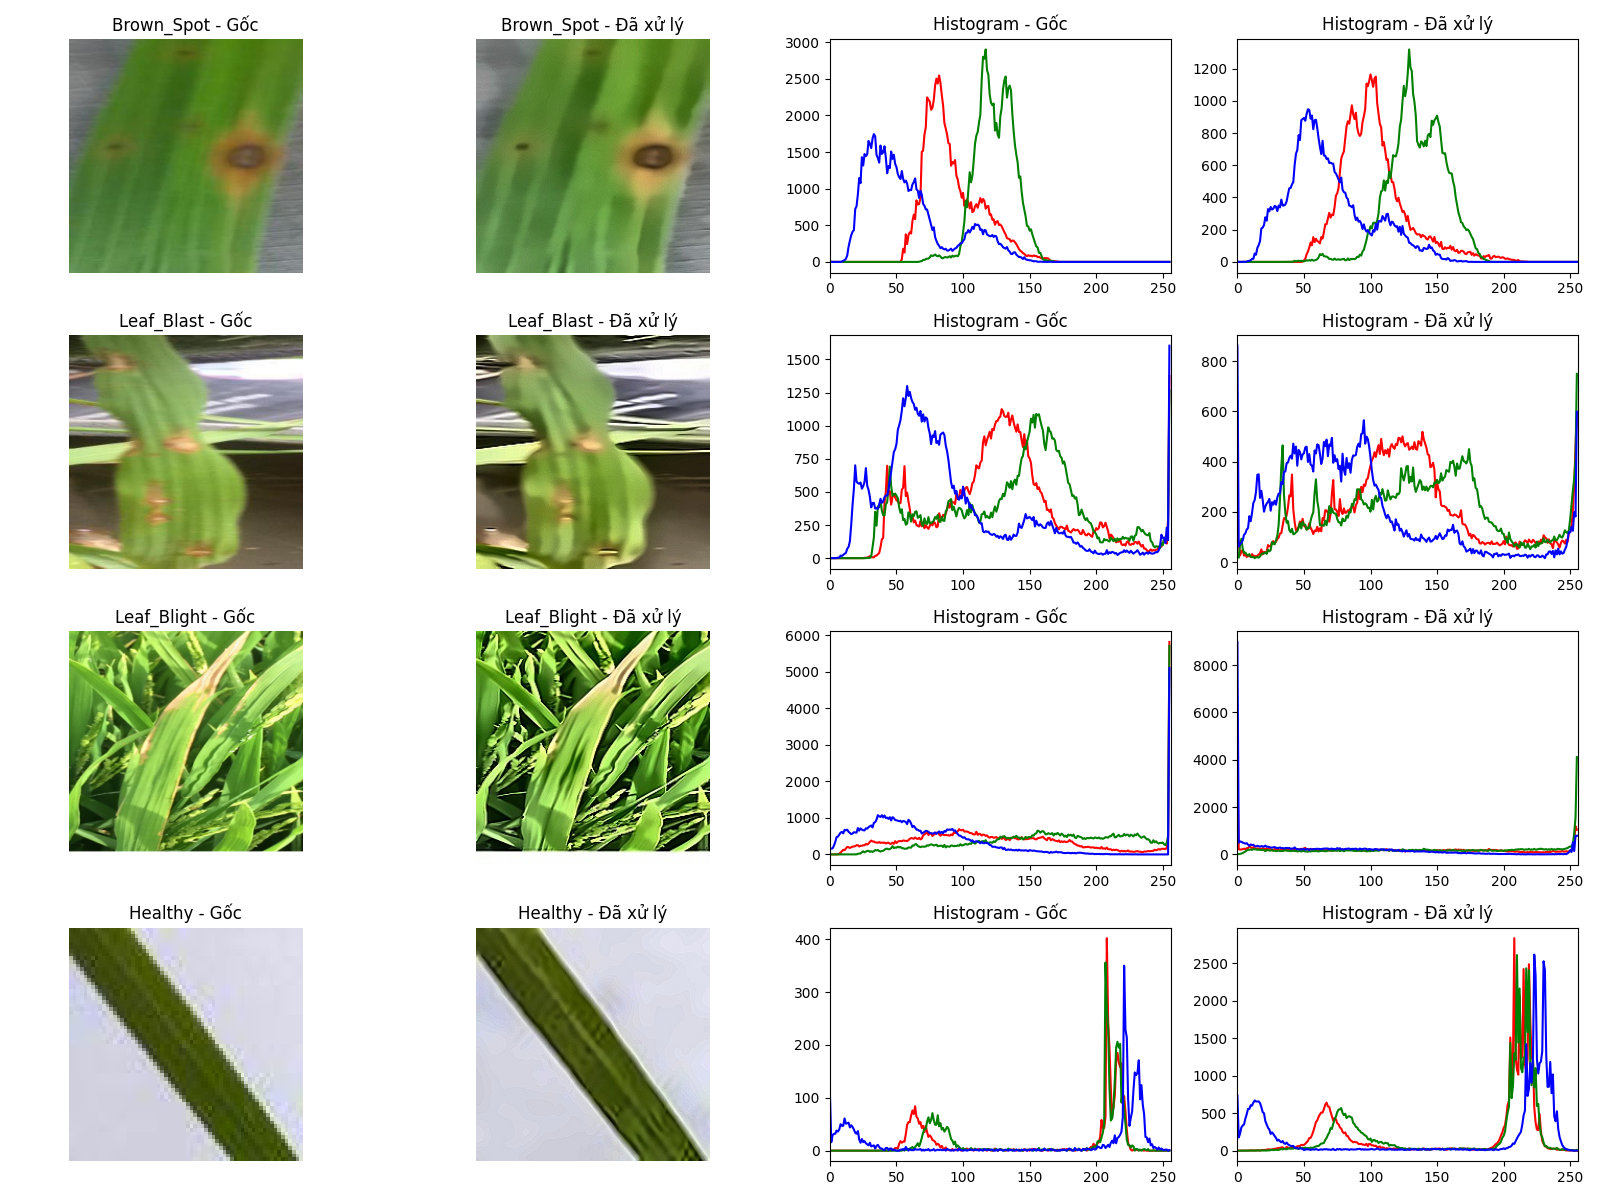 Brown_Spot - Gốc
Brown_Spot - Đã xử lý
Histogram - Gốc
Histogram - Đã xử lý
3000
2500
2000
1500
1000
500
0
0 50 100 150 200 250
1200
1000
800
600
400
200
0
0 50 100 150 200 250
Leaf_Blast - Gốc
Leaf_Blast - Đã xử lý
Histogram - Gốc
Histogram - Đã xử lý
1500
1250
1000
750
500
250
0
0 50 100 150 200 250
800
600
400
200
0
0 50 100 150 200 250
Leaf_Blight - Gốc
Leaf_Blight - Đã xử lý
Histogram - Gốc
Histogram - Đã xử lý
6000
5000
4000
3000
2000
1000
0
0 50 100 150 200 250
8000
6000
4000
2000
0
0 50 100 150 200 250
Healthy - Gốc
Healthy - Đã xử lý
Histogram - Gốc
Histogram - Đã xử lý
400
300
200
100
0
0 50 100 150 200 250
2500
2000
1500
1000
500
0
0 50 100 150 200 250